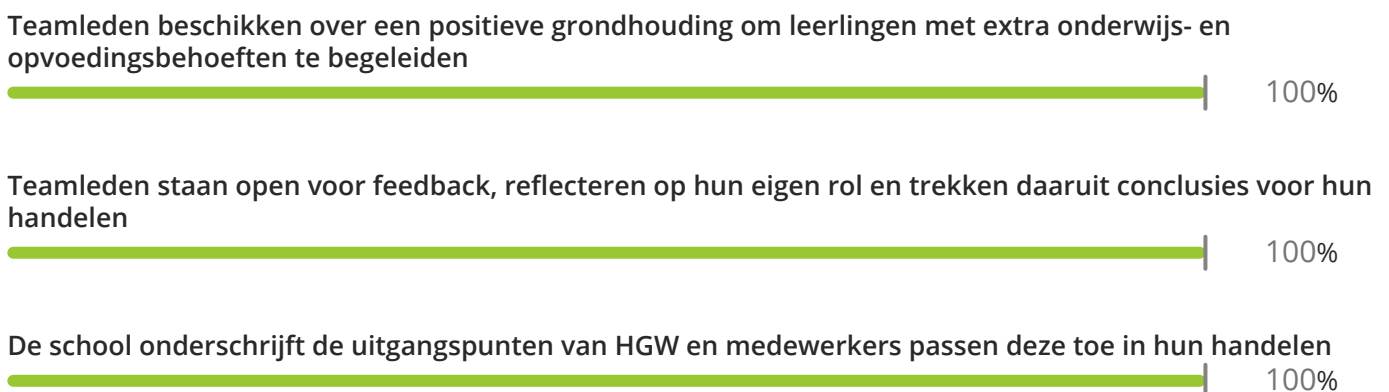 Teamleden beschikken over een positieve grondhouding om leerlingen met extra onderwijs- en
opvoedingsbehoeften te begeleiden
100%
Teamleden staan open voor feedback, reflecteren op hun eigen rol en trekken daaruit conclusies voor hun
handelen
100%
De school onderschrijft de uitgangspunten van HGW en medewerkers passen deze toe in hun handelen
100%